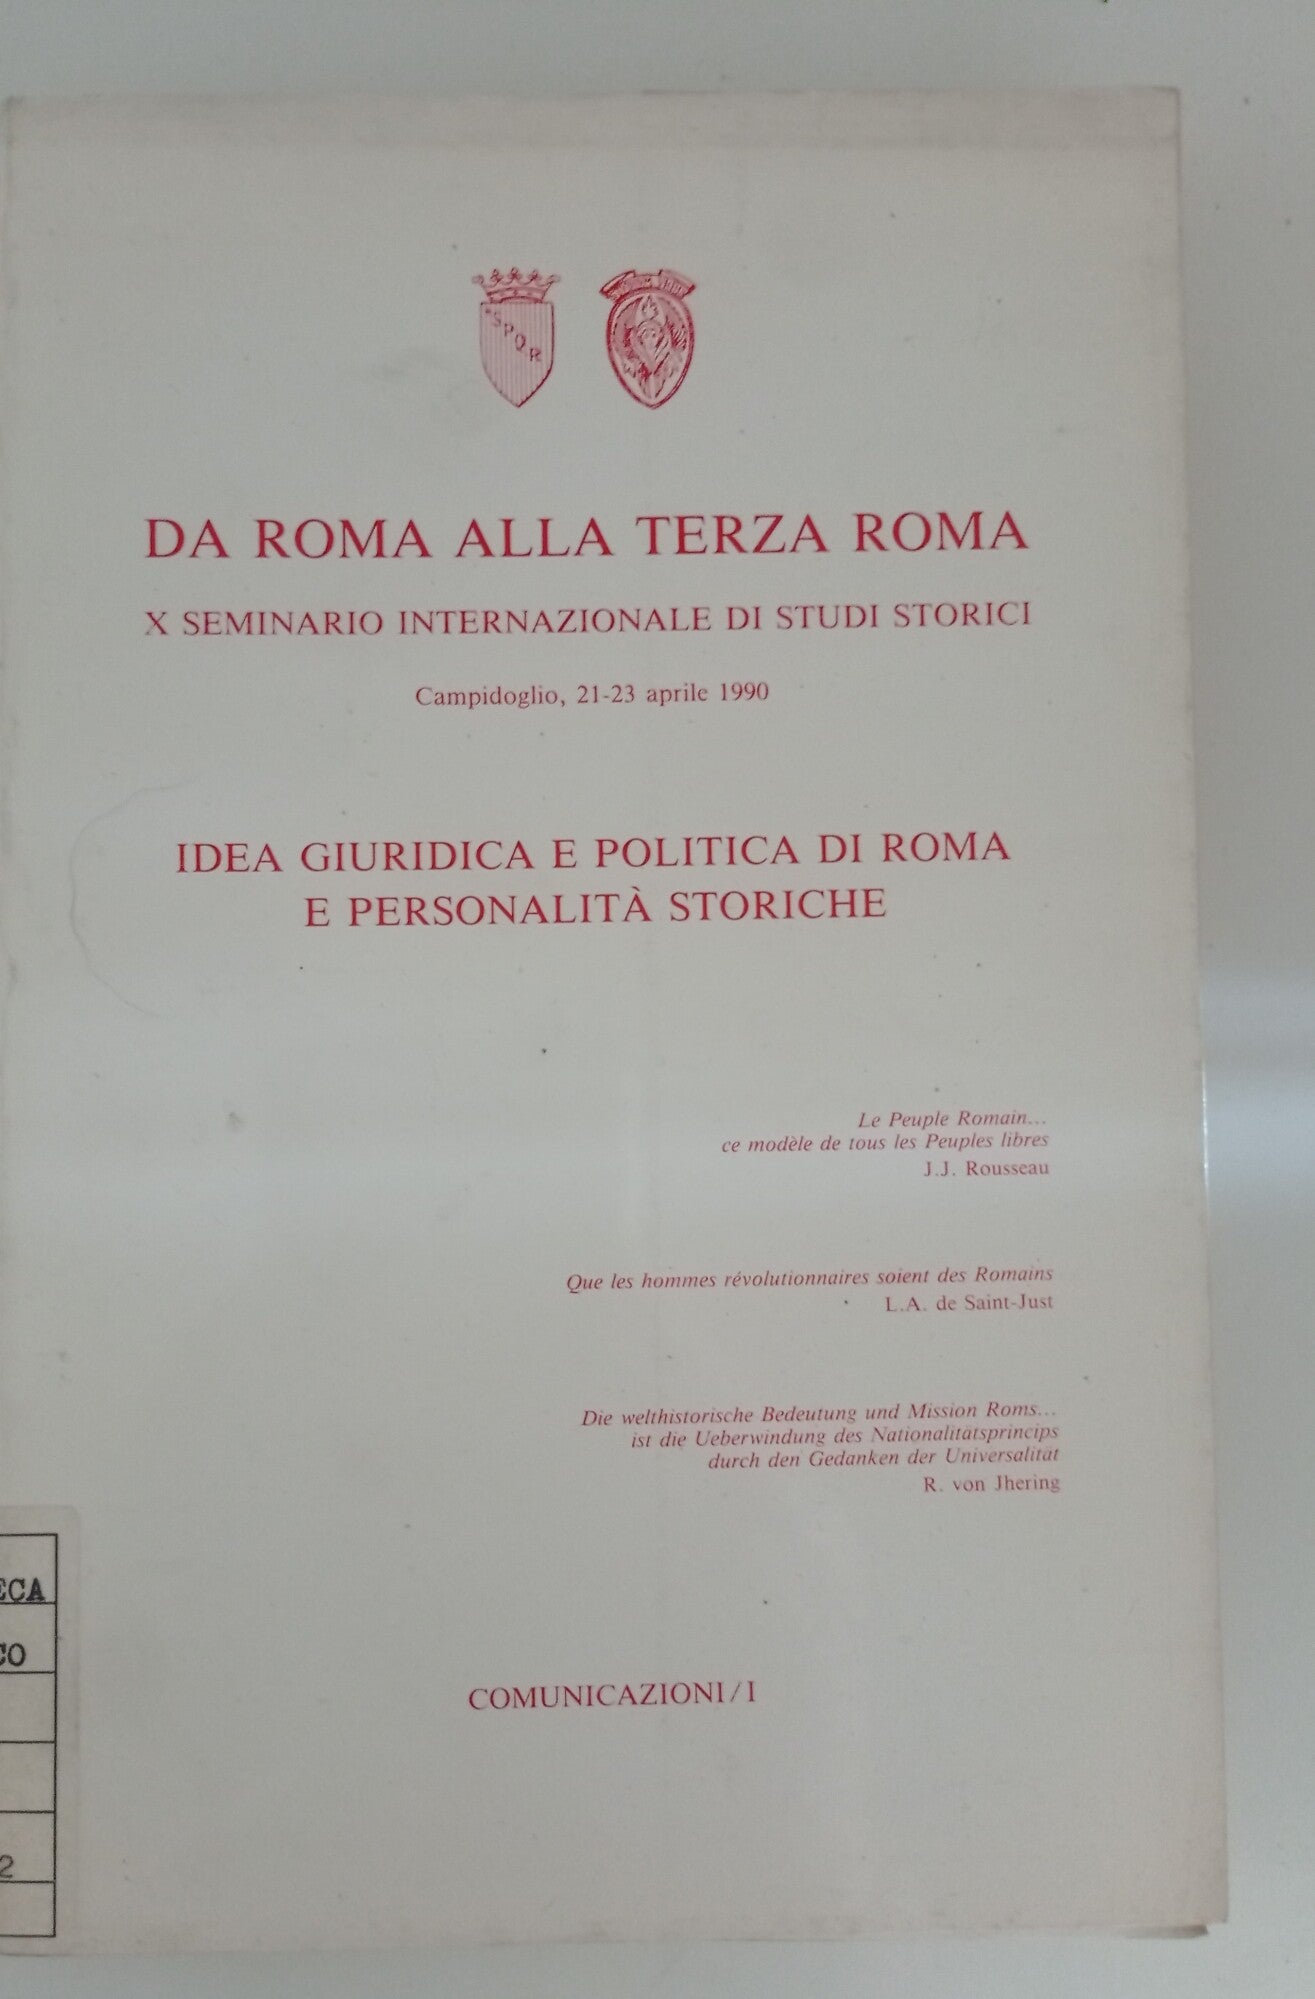 SPQR
DA ROMA ALLA TERZA ROMA
X SEMINARIO INTERNAZIONALE DI STUDI STORICI
Campidoglio, 21-23 aprile 1990
IDEA GIURIDICA E POLITICA DI ROMA
E PERSONALITÀ STORICHE
Le Peuple Romain...
ce modèle de tous les Peuples libres
J.J. Rousseau
Que les hommes révolutionnaires soient des Romains
L.A. de Saint-Just
Die welthistorische Bedeutung und Mission Roms...
ist die Ueberwindung des Nationalitätsprincips
durch den Gedanken der Universalität
R. von Jhering
ECA
CO
2
COMUNICAZIONI/I